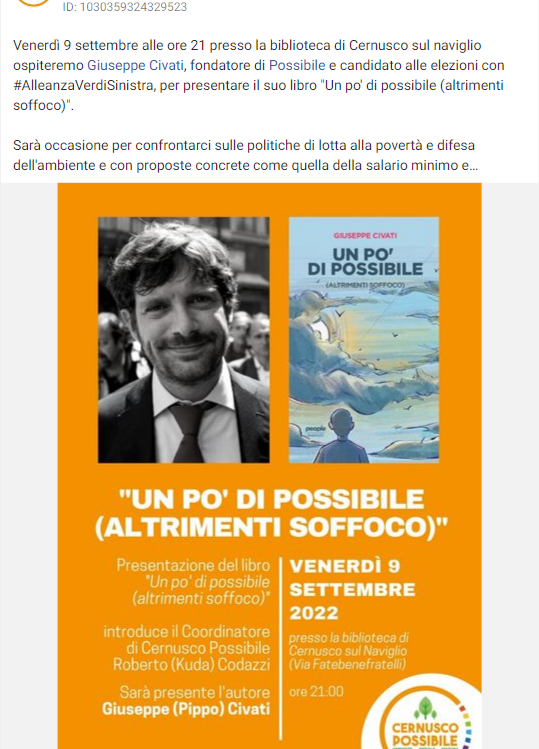 ID: 1030359324329523
Venerdì 9 settembre alle ore 21 presso la biblioteca di Cernusco sul naviglio
ospiteremo Giuseppe Civati, fondatore di Possibile e candidato alle elezioni con
#AlleanzaVerdiSinistra, per presentare il suo libro "Un po' di possibile (altrimenti
soffoco)".
Sarà occasione per confrontarci sulle politiche di lotta alla povertà e difesa
dell'ambiente e con proposte concrete come quella della salario minimo e...
GIUSEPPE CIVATI
UN PO'
DI POSSIBILE
(ALTRIMENTI SOFFOCO)
people
"UN PO' DI POSSIBILE
(ALTRIMENTI SOFFOCO)"
Presentazione del libro
"Un po' di possibile
(altrimenti soffoco)"
introduce il Coordinatore
di Cernusco Possibile
Roberto (Kuda) Codazzi
Sarà presente l'autore
Giuseppe (Pippo) Civati
VENERDÌ 9
SETTEMBRE
2022
presso la biblioteca di
Cernusco sul Naviglio
(Via Fatebenefratelli)
ore 21:00
CERNUSCO
POSSIBILE